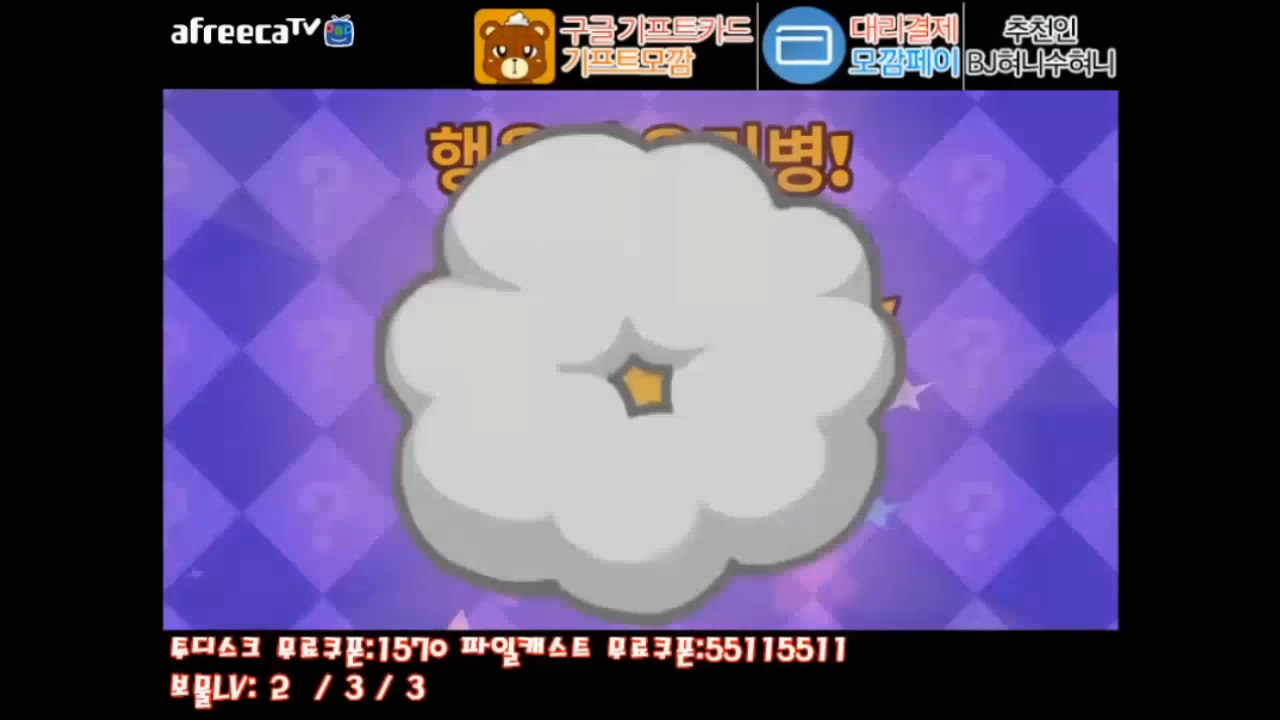 afreecaTV
구글기프트카드
기프트모깜
대리결제
모깜페이
추천인
BJ허니수허니
투디스크 무료쿠폰:1570 파일캐스트 무료쿠폰:55115511
보물LV: 2 / 3 / 3